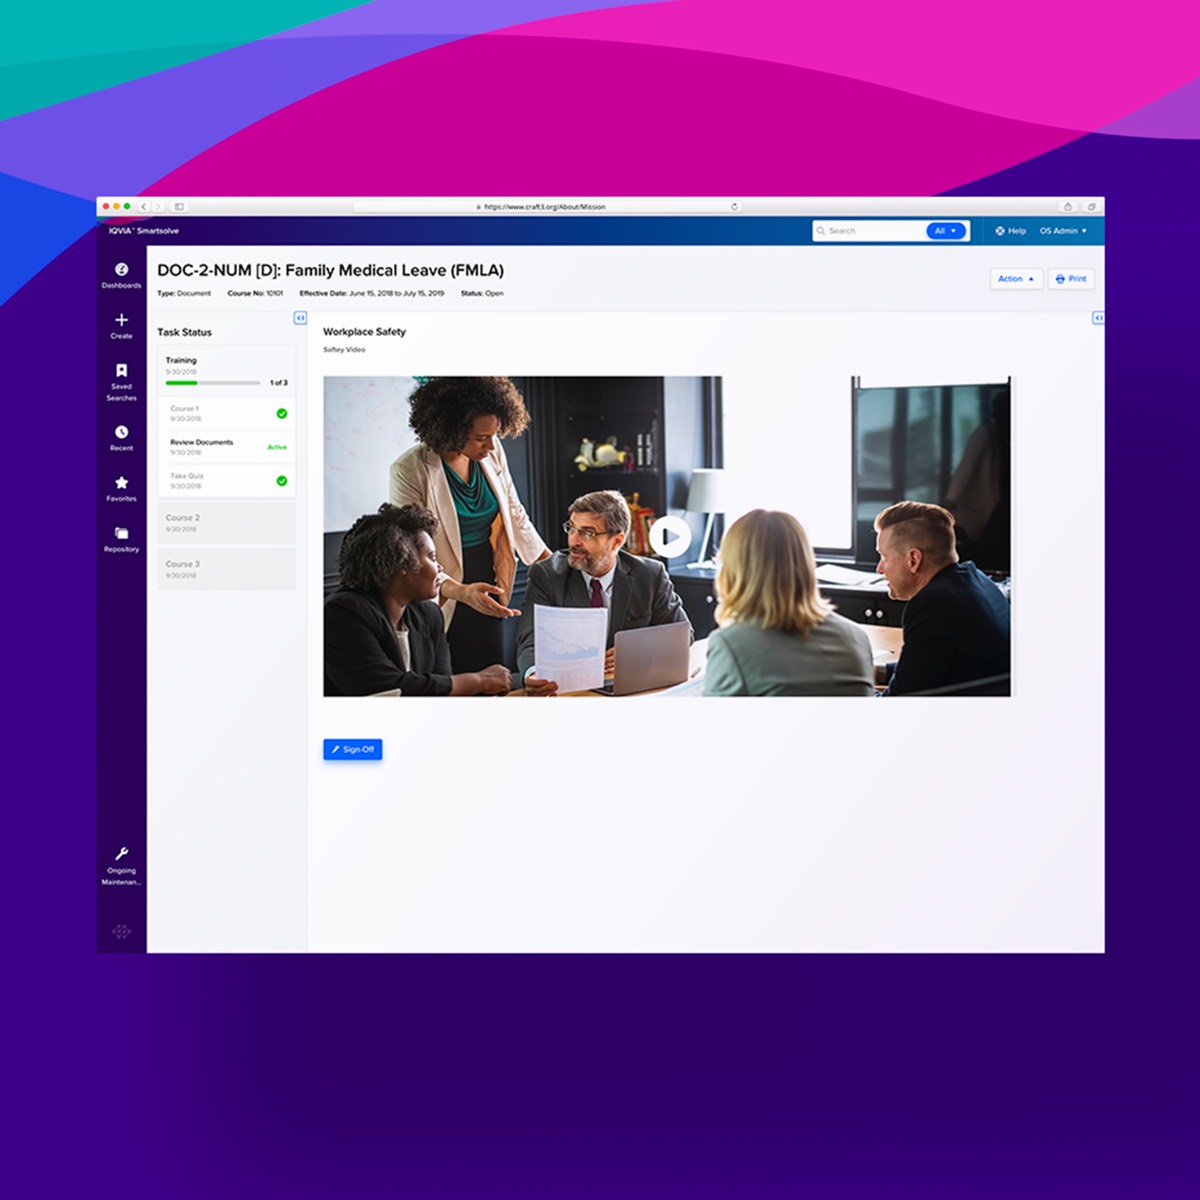 https://www.craft3.org/About/Mission
IQVIA™ Smartsolve
Search
All
Help
OS Admin
Dashboards
Create
Saved
Searches
Recent
Favorites
Repository
Ongoing
Maintenan...
DOC-2-NUM [D]: Family Medical Leave (FMLA)
Type: Document Course No: 10101 Effective Date: June 15, 2018 to July 15, 2019 Status: Open
Action
Print
Task Status
Training
9/30/2018
1 of 3
Course 1
9/30/2018
Review Documents
9/30/2018
Active
Take Quiz
9/30/2018
Course 2
9/30/2018
Course 3
9/30/2018
Workplace Safety
Saftey Video
Sign-Off